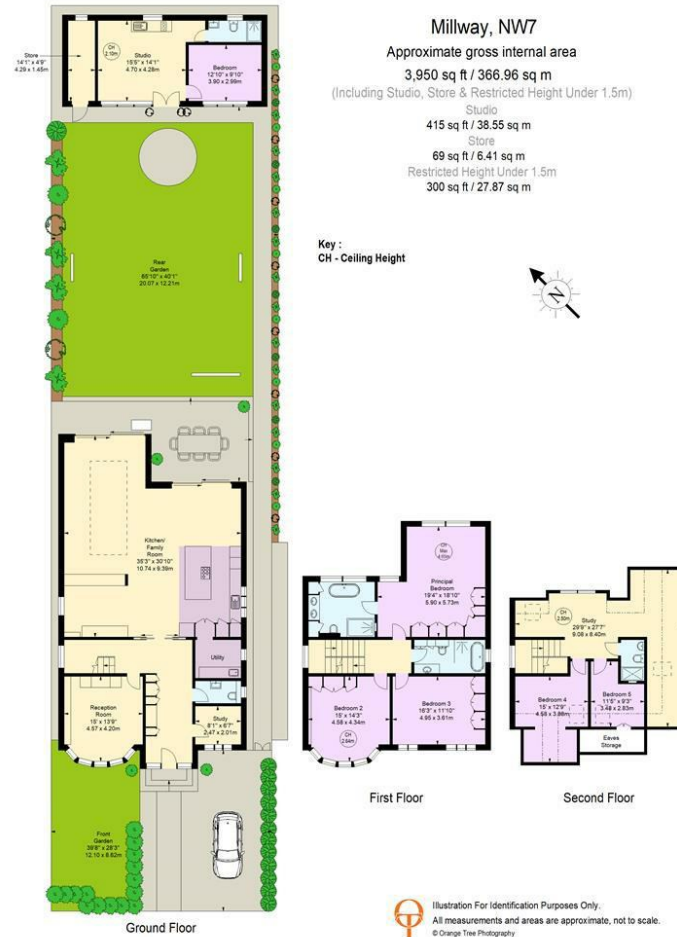 Millway, NW7
Approximate gross internal area
3,950 sq ft / 366.96 sq m
(Including Studio, Store & Restricted Height Under 1.5m)
Studio
415 sq ft / 38.55 sq m
Store
69 sq ft / 6.41 sq m
Restricted Height Under 1.5m
300 sq ft / 27.87 sq m
Key :
CH - Ceiling Height
N
Store
14'1" x 4'9"
4.29 x 1.45m
CH
2.10m
Studio
15'5" x 14'1"
4.70 x 4.28m
Bedroom
12'10" x 9'10"
3.90 x 2.99m
Rear
Garden
65'10" x 40'1"
20.07 x 12.21m
Kitchen/
Family
Room
35'3" x 30'10"
10.74 x 9.39m
Utility
Reception
Room
15' x 13'9"
4.57 x 4.20m
Study
8'1" x 6'7"
2.47 x 2.01m
Front
Garden
39'8" x 28'3"
12.10 x 8.62m
Ground Floor
CH
Max
Principal
Bedroom
19'4" x 18'10"
5.90 x 5.73m
Bedroom 2
15' x 14'3"
4.58 x 4.34m
CH
2.64m
Bedroom 3
16'3" x 11'10"
4.95 x 3.61m
First Floor
CH
2.50m
Study
29'9" x 27'7"
9.08 x 8.40m
Bedroom 4
15' x 12'9"
4.58 x 3.88m
Bedroom 5
11'5" x 9'3"
3.48 x 2.83m
Eaves
Storage
Second Floor
Illustration For Identification Purposes Only.
All measurements and areas are approximate, not to scale.
© Orange Tree Photography